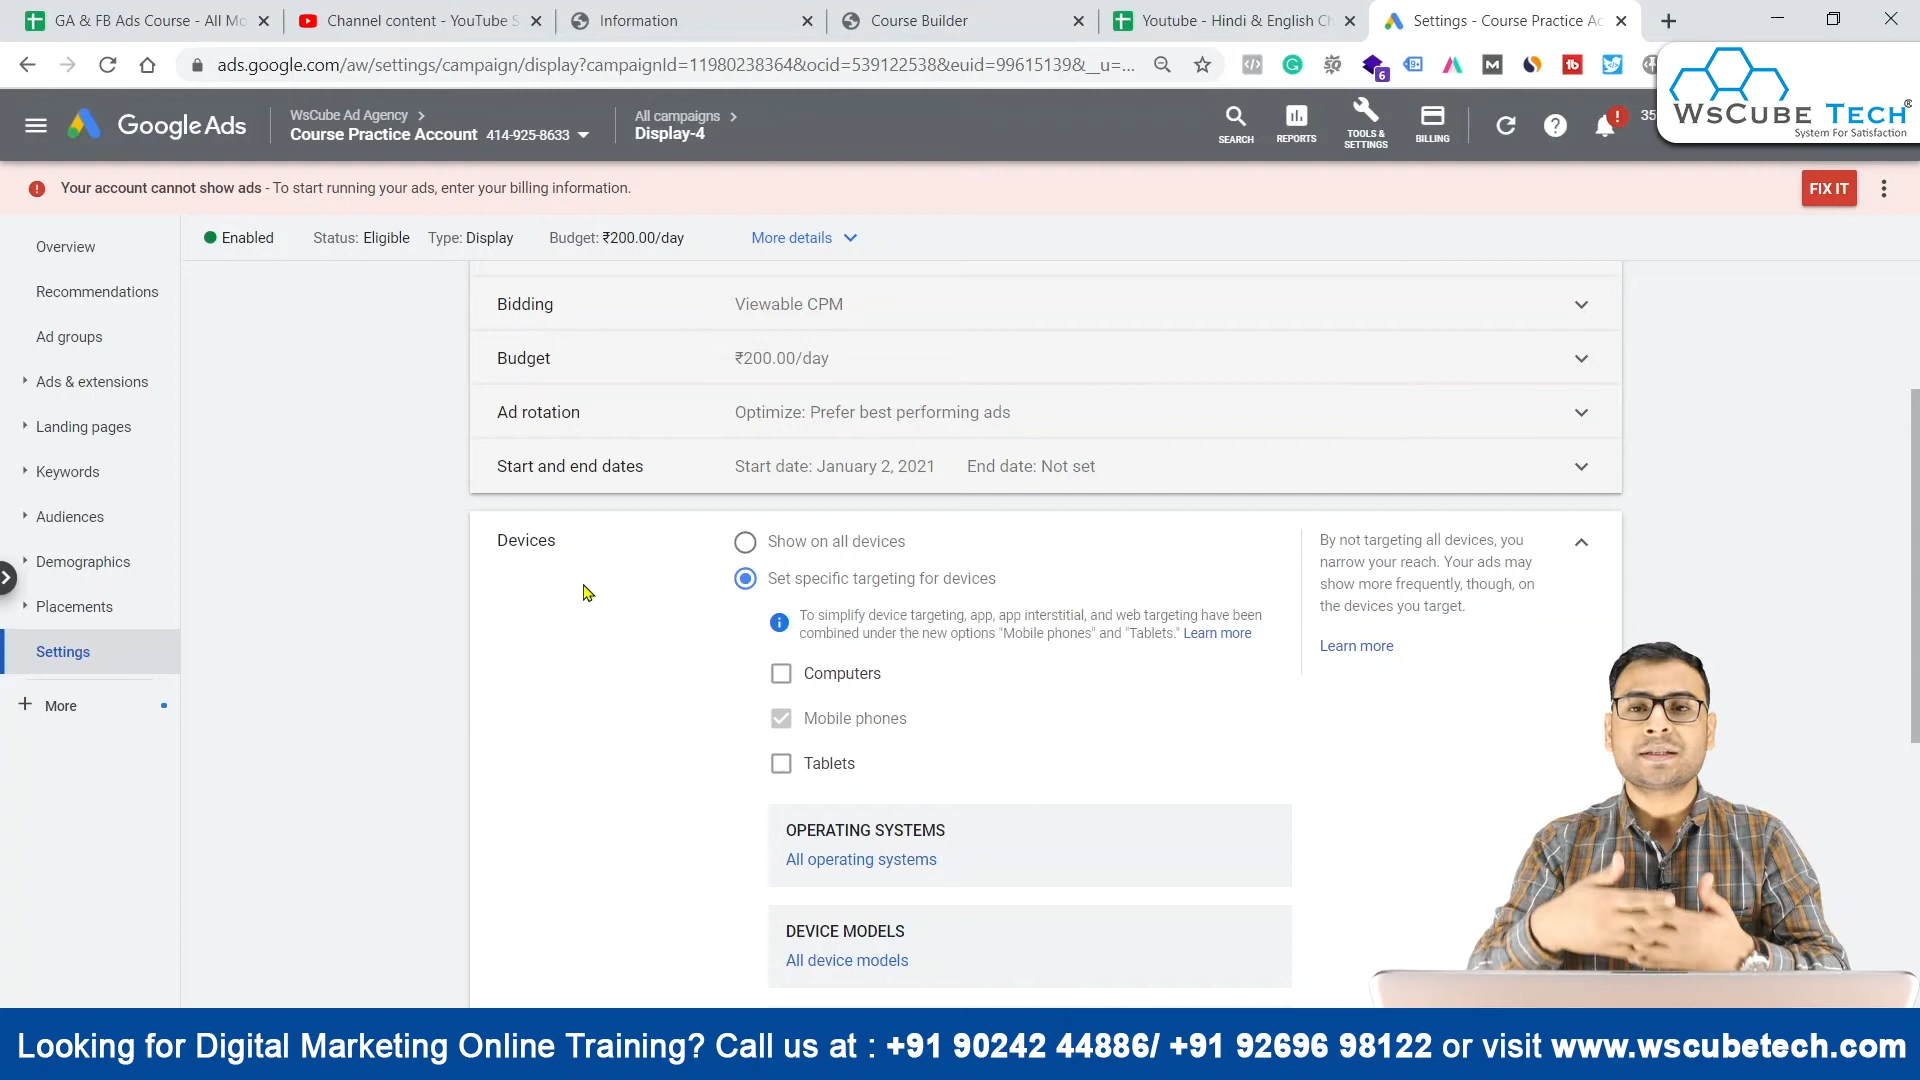 GA & FB Ads Course - All Mo
Channel content - YouTube S
Information
Course Builder
Youtube - Hindi & English Ch
Settings - Course Practice Ac
ads.google.com/aw/settings/campaign/display?campaignId=11980238364&ocid=539122538&euid=99615139&__u=...
6
WsCube Tech®
System For Satisfaction
Google Ads
WsCube Ad Agency
Course Practice Account 414-925-8633
All campaigns
Display-4
SEARCH
REPORTS
TOOLS &
SETTINGS
BILLING
35
Your account cannot show ads - To start running your ads, enter your billing information.
FIX IT
Overview
Recommendations
Ad groups
Ads & extensions
Landing pages
Keywords
Audiences
Demographics
Placements
Settings
More
Enabled Status: Eligible Type: Display Budget: ₹200.00/day More details
Bidding Viewable CPM
Budget ₹200.00/day
Ad rotation Optimize: Prefer best performing ads
Start and end dates Start date: January 2, 2021 End date: Not set
Devices
Show on all devices
Set specific targeting for devices
To simplify device targeting, app, app interstitial, and web targeting have been
combined under the new options "Mobile phones" and "Tablets." Learn more
Computers
Mobile phones
Tablets
OPERATING SYSTEMS
All operating systems
DEVICE MODELS
All device models
By not targeting all devices, you
narrow your reach. Your ads may
show more frequently, though, on
the devices you target.
Learn more
Looking for Digital Marketing Online Training? Call us at : +91 90242 44886/ +91 92696 98122 or visit www.wscubetech.com